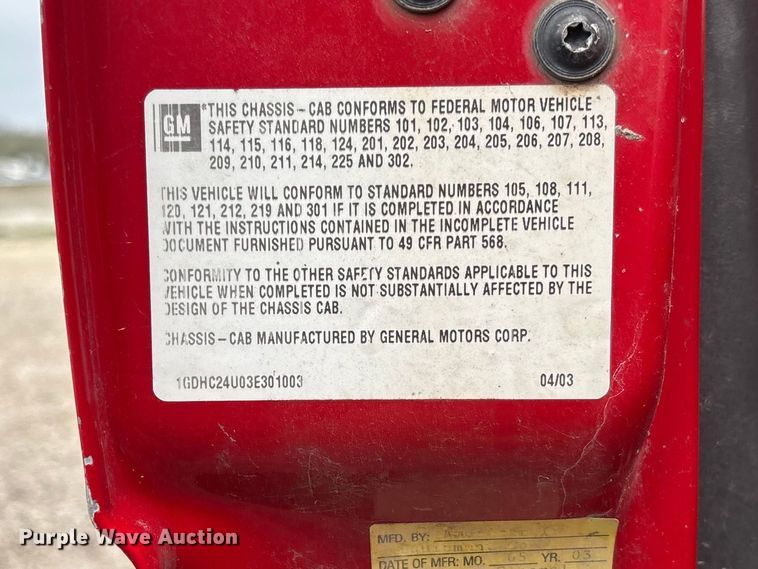 GM
*THIS CHASSIS-CAB CONFORMS TO FEDERAL MOTOR VEHICLE
SAFETY STANDARD NUMBERS 101, 102, 103, 104, 106, 107, 113,
114, 115, 116, 118, 124, 201, 202, 203, 204, 205, 206, 207, 208,
209, 210, 211, 214, 225 AND 302.
THIS VEHICLE WILL CONFORM TO STANDARD NUMBERS 105, 108, 111,
120, 121, 212, 219 AND 301 IF IT IS COMPLETED IN ACCORDANCE
WITH THE INSTRUCTIONS CONTAINED IN THE INCOMPLETE VEHICLE
DOCUMENT FURNISHED PURSUANT TO 49 CFR PART 568.
CONFORMITY TO THE OTHER SAFETY STANDARDS APPLICABLE TO THIS
VEHICLE WHEN COMPLETED IS NOT SUBSTANTIALLY AFFECTED BY THE
DESIGN OF THE CHASSIS CAB.
CHASSIS-CAB MANUFACTURED BY GENERAL MOTORS CORP.
1GDHC24U03E301003 04/03
MFD. BY:
DATE OF MFR: MO. 05 YR. 03
Purple Wave Auction